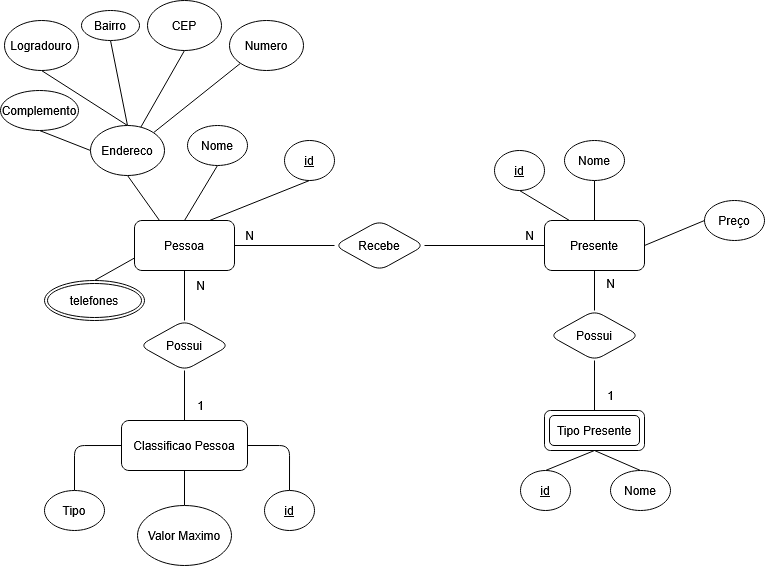 Bairro
CEP
Logradouro
Numero
Complemento
Endereco
Nome
id
id
Nome
Preço
Pessoa
N
Recebe
N
Presente
telefones
N
N
Possui
Possui
1
1
Classificao Pessoa
Tipo Presente
Tipo
Valor Maximo
id
id
Nome